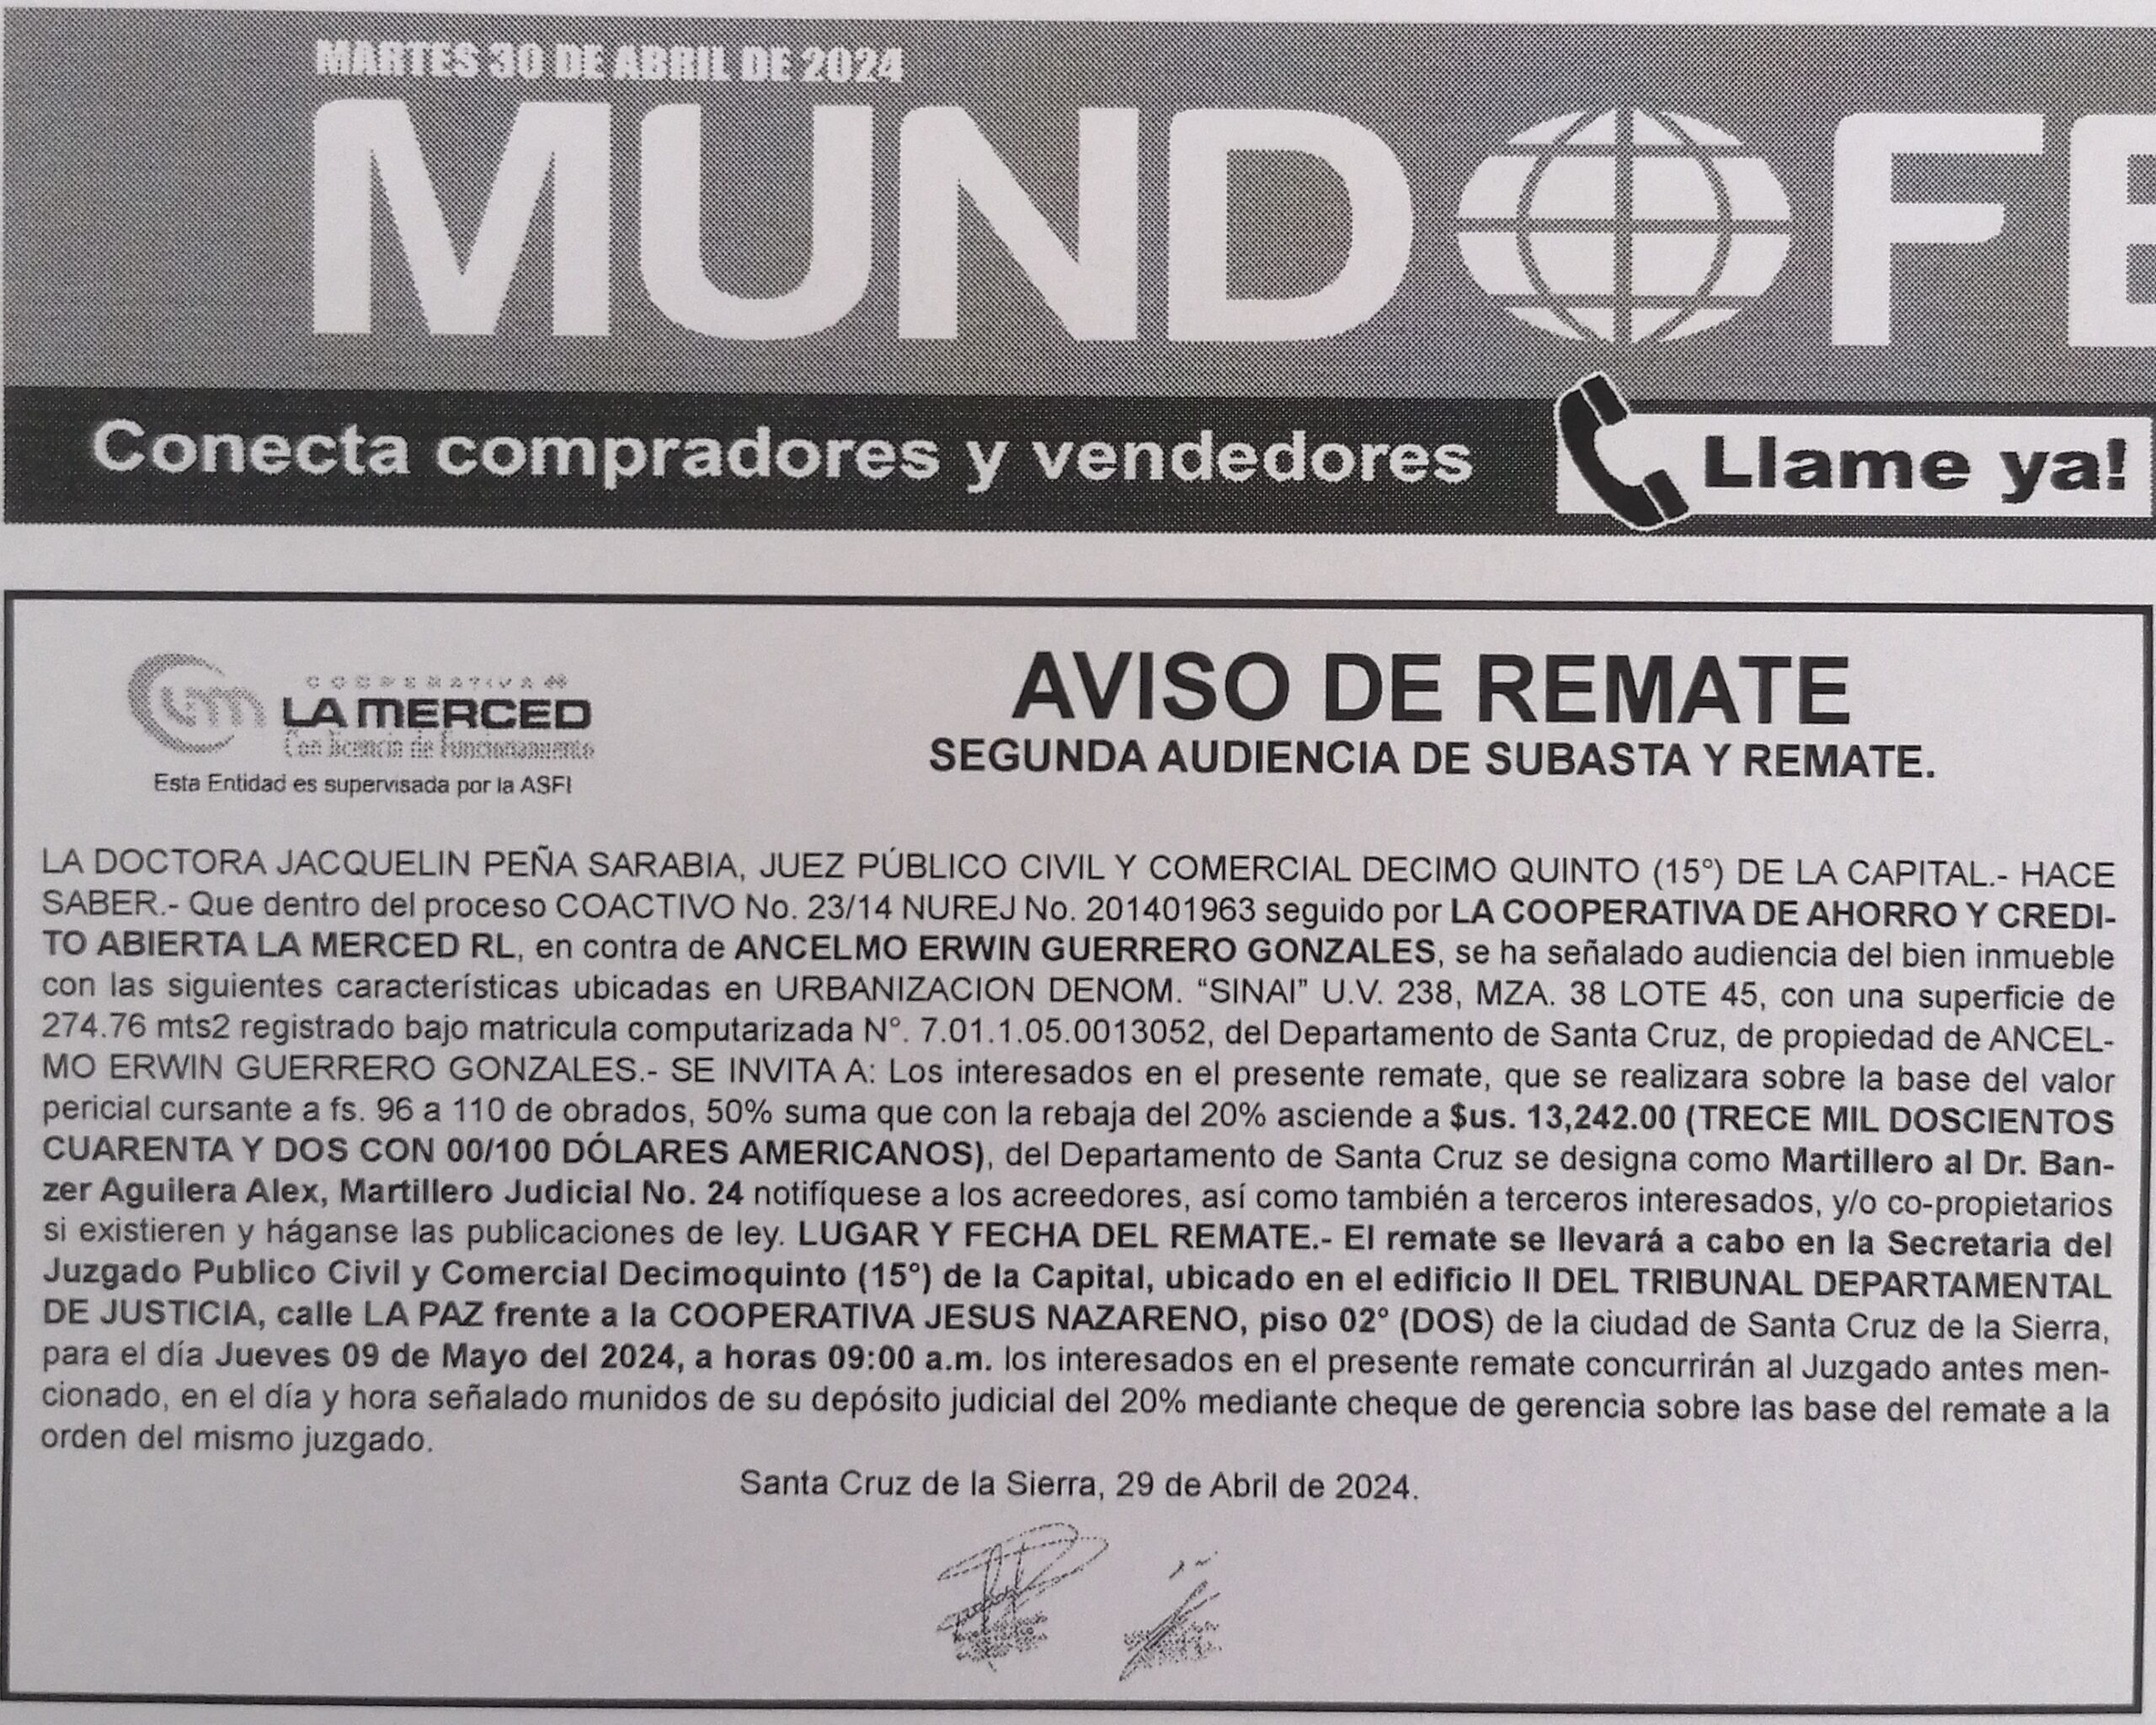 MARTES 30 DE ABRIL DE 2024
MUNDO FE
Conecta compradores y vendedores
Llame ya!
COOPERATIVA
LA MERCED
Con licencia de Funcionamiento
Esta Entidad es supervisada por la ASFI
AVISO DE REMATE
SEGUNDA AUDIENCIA DE SUBASTA Y REMATE.
LA DOCTORA JACQUELIN PEÑA SARABIA, JUEZ PÚBLICO CIVIL Y COMERCIAL DECIMO QUINTO (15°) DE LA CAPITAL.- HACE
SABER.- Que dentro del proceso COACTIVO No. 23/14 NUREJ No. 201401963 seguido por LA COOPERATIVA DE AHORRO Y CREDI-
TO ABIERTA LA MERCED RL, en contra de ANCELMO ERWIN GUERRERO GONZALES, se ha señalado audiencia del bien inmueble
con las siguientes características ubicadas en URBANIZACION DENOM. “SINAI” U.V. 238, MZA. 38 LOTE 45, con una superficie de
274.76 mts2 registrado bajo matricula computarizada N°. 7.01.1.05.0013052, del Departamento de Santa Cruz, de propiedad de ANCEL-
MO ERWIN GUERRERO GONZALES.- SE INVITA A: Los interesados en el presente remate, que se realizara sobre la base del valor
pericial cursante a fs. 96 a 110 de obrados, 50% suma que con la rebaja del 20% asciende a $us. 13,242.00 (TRECE MIL DOSCIENTOS
CUARENTA Y DOS CON 00/100 DÓLARES AMERICANOS), del Departamento de Santa Cruz se designa como Martillero al Dr. Ban-
zer Aguilera Alex, Martillero Judicial No. 24 notifíquese a los acreedores, así como también a terceros interesados, y/o co-propietarios
si existieren y háganse las publicaciones de ley. LUGAR Y FECHA DEL REMATE.- El remate se llevará a cabo en la Secretaria del
Juzgado Publico Civil y Comercial Decimoquinto (15°) de la Capital, ubicado en el edificio II DEL TRIBUNAL DEPARTAMENTAL
DE JUSTICIA, calle LA PAZ frente a la COOPERATIVA JESUS NAZARENO, piso 02° (DOS) de la ciudad de Santa Cruz de la Sierra,
para el día Jueves 09 de Mayo del 2024, a horas 09:00 a.m. los interesados en el presente remate concurrirán al Juzgado antes men-
cionado, en el día y hora señalado munidos de su depósito judicial del 20% mediante cheque de gerencia sobre las base del remate a la
orden del mismo juzgado.
Santa Cruz de la Sierra, 29 de Abril de 2024.